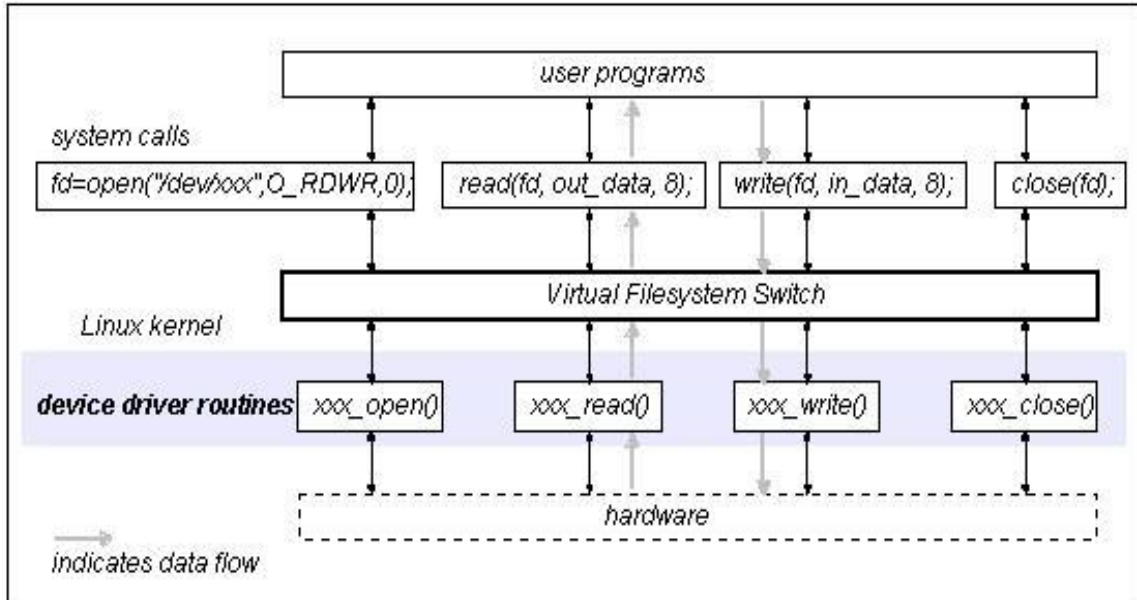 user programs
system calls
fd=open("/dev/xxx",O_RDWR,0);
read(fd, out_data, 8);
write(fd, in_data, 8);
close(fd);
Virtual Filesystem Switch
Linux kernel
device driver routines
xxx_open()
xxx_read()
xxx_write()
xxx_close()
hardware
indicates data flow